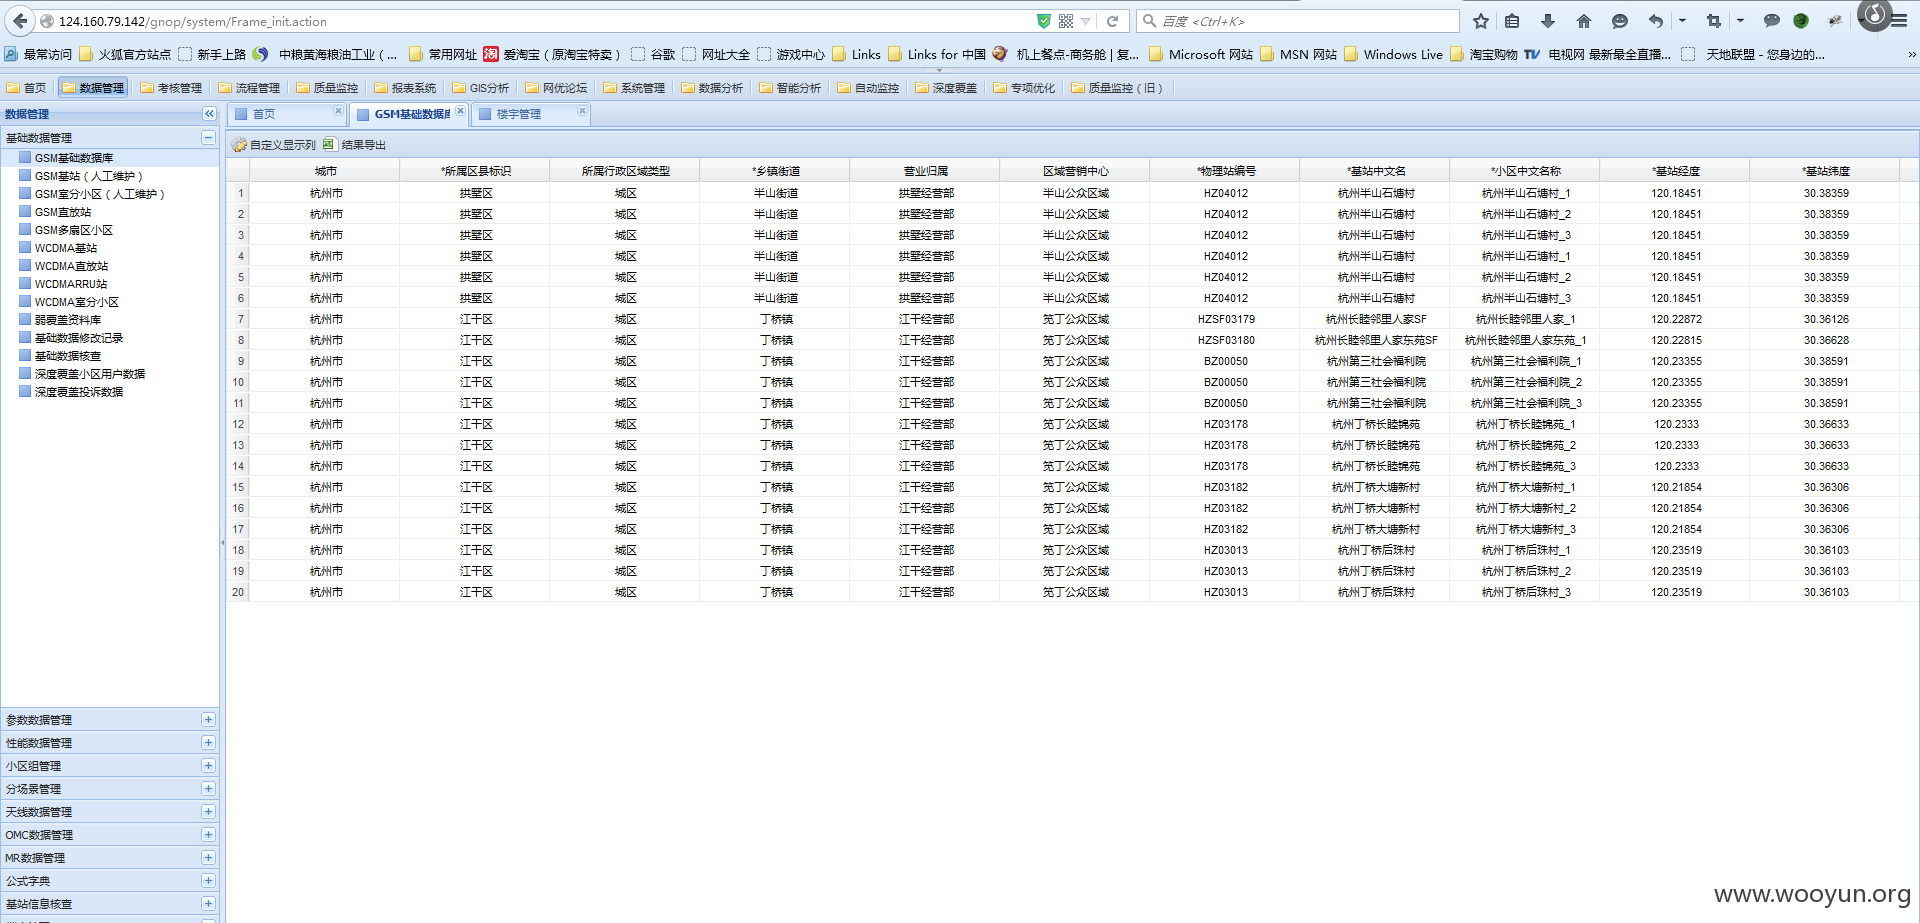 124.160.79.142/gnop/system/Frame_init.action 百度 <Ctrl+K>
最常访问 火狐官方站点 新手上路 中粮黄海粮油工业（... 常用网址 爱淘宝（原淘宝特卖） 谷歌 网址大全 游戏中心 Links Links for 中国 机上餐点-商务舱 | 复... Microsoft 网站 MSN 网站 Windows Live 淘宝购物 TV 电视网 最新最全直播... 天地联盟 - 您身边的... »
首页 数据管理 考核管理 流程管理 质量监控 报表系统 GIS分析 网优论坛 系统管理 数据分析 智能分析 自动监控 深度覆盖 专项优化 质量监控（旧）
数据管理 首页 GSM基础数据库 楼宇管理
基础数据管理
自定义显示列 结果导出
GSM基础数据库
GSM基站（人工维护）
GSM室分小区（人工维护）
GSM直放站
GSM多扇区小区
WCDMA基站
WCDMA直放站
WCDMARRU站
WCDMA室分小区
弱覆盖资料库
基础数据修改记录
基础数据核查
深度覆盖小区用户数据
深度覆盖投诉数据
参数数据管理
性能数据管理
小区组管理
分场景管理
天线数据管理
OMC数据管理
MR数据管理
公式字典
基站信息核查
城市 *所属区县标识 所属行政区域类型 *乡镇街道 营业归属 区域营销中心 *物理站编号 *基站中文名 *小区中文名称 *基站经度 *基站纬度
1 杭州市 拱墅区 城区 半山街道 拱墅经营部 半山公众区域 HZ04012 杭州半山石塘村 杭州半山石塘村_1 120.18451 30.38359
2 杭州市 拱墅区 城区 半山街道 拱墅经营部 半山公众区域 HZ04012 杭州半山石塘村 杭州半山石塘村_2 120.18451 30.38359
3 杭州市 拱墅区 城区 半山街道 拱墅经营部 半山公众区域 HZ04012 杭州半山石塘村 杭州半山石塘村_3 120.18451 30.38359
4 杭州市 拱墅区 城区 半山街道 拱墅经营部 半山公众区域 HZ04012 杭州半山石塘村 杭州半山石塘村_1 120.18451 30.38359
5 杭州市 拱墅区 城区 半山街道 拱墅经营部 半山公众区域 HZ04012 杭州半山石塘村 杭州半山石塘村_2 120.18451 30.38359
6 杭州市 拱墅区 城区 半山街道 拱墅经营部 半山公众区域 HZ04012 杭州半山石塘村 杭州半山石塘村_3 120.18451 30.38359
7 杭州市 江干区 城区 丁桥镇 江干经营部 笕丁公众区域 HZSF03179 杭州长睦邻里人家SF 杭州长睦邻里人家_1 120.22872 30.36126
8 杭州市 江干区 城区 丁桥镇 江干经营部 笕丁公众区域 HZSF03180 杭州长睦邻里人家东苑SF 杭州长睦邻里人家东苑_1 120.22815 30.36628
9 杭州市 江干区 城区 丁桥镇 江干经营部 笕丁公众区域 BZ00050 杭州第三社会福利院 杭州第三社会福利院_1 120.23355 30.38591
10 杭州市 江干区 城区 丁桥镇 江干经营部 笕丁公众区域 BZ00050 杭州第三社会福利院 杭州第三社会福利院_2 120.23355 30.38591
11 杭州市 江干区 城区 丁桥镇 江干经营部 笕丁公众区域 BZ00050 杭州第三社会福利院 杭州第三社会福利院_3 120.23355 30.38591
12 杭州市 江干区 城区 丁桥镇 江干经营部 笕丁公众区域 HZ03178 杭州丁桥长睦锦苑 杭州丁桥长睦锦苑_1 120.2333 30.36633
13 杭州市 江干区 城区 丁桥镇 江干经营部 笕丁公众区域 HZ03178 杭州丁桥长睦锦苑 杭州丁桥长睦锦苑_2 120.2333 30.36633
14 杭州市 江干区 城区 丁桥镇 江干经营部 笕丁公众区域 HZ03178 杭州丁桥长睦锦苑 杭州丁桥长睦锦苑_3 120.2333 30.36633
15 杭州市 江干区 城区 丁桥镇 江干经营部 笕丁公众区域 HZ03182 杭州丁桥大塘新村 杭州丁桥大塘新村_1 120.21854 30.36306
16 杭州市 江干区 城区 丁桥镇 江干经营部 笕丁公众区域 HZ03182 杭州丁桥大塘新村 杭州丁桥大塘新村_2 120.21854 30.36306
17 杭州市 江干区 城区 丁桥镇 江干经营部 笕丁公众区域 HZ03182 杭州丁桥大塘新村 杭州丁桥大塘新村_3 120.21854 30.36306
18 杭州市 江干区 城区 丁桥镇 江干经营部 笕丁公众区域 HZ03013 杭州丁桥后珠村 杭州丁桥后珠村_1 120.23519 30.36103
19 杭州市 江干区 城区 丁桥镇 江干经营部 笕丁公众区域 HZ03013 杭州丁桥后珠村 杭州丁桥后珠村_2 120.23519 30.36103
20 杭州市 江干区 城区 丁桥镇 江干经营部 笕丁公众区域 HZ03013 杭州丁桥后珠村 杭州丁桥后珠村_3 120.23519 30.36103
www.wooyun.org